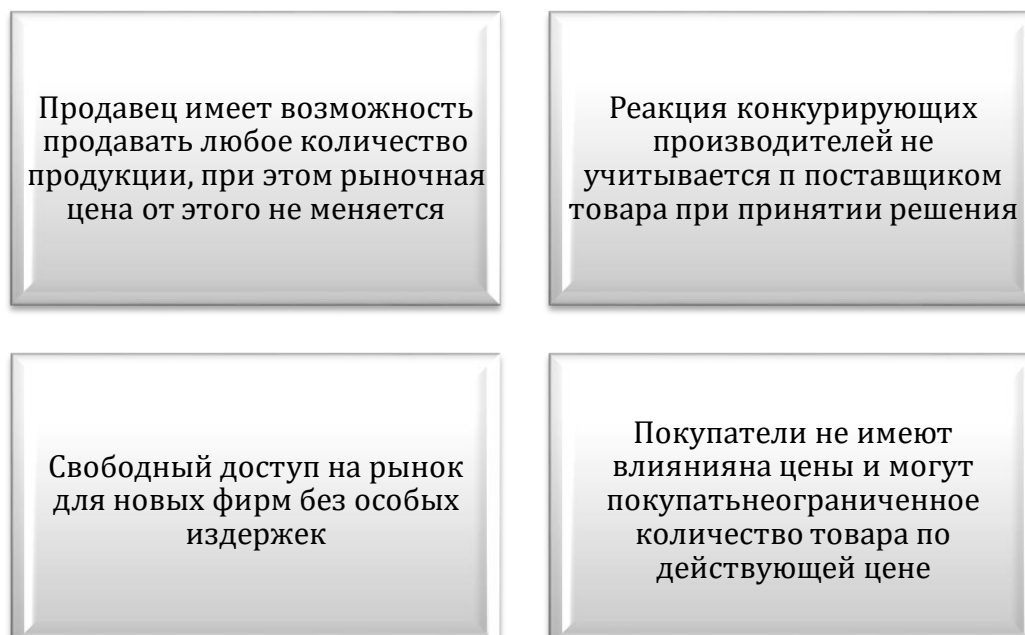 Продавец имеет возможность
продавать любое количество
продукции, при этом рыночная
цена от этого не меняется
Реакция конкурирующих
производителей не
учитывается п поставщиком
товара при принятии решения
Свободный доступ на рынок
для новых фирм без особых
издержек
Покупатели не имеют
влиянияна цены и могут
покупатьнеограниченное
количество товара по
действующей цене